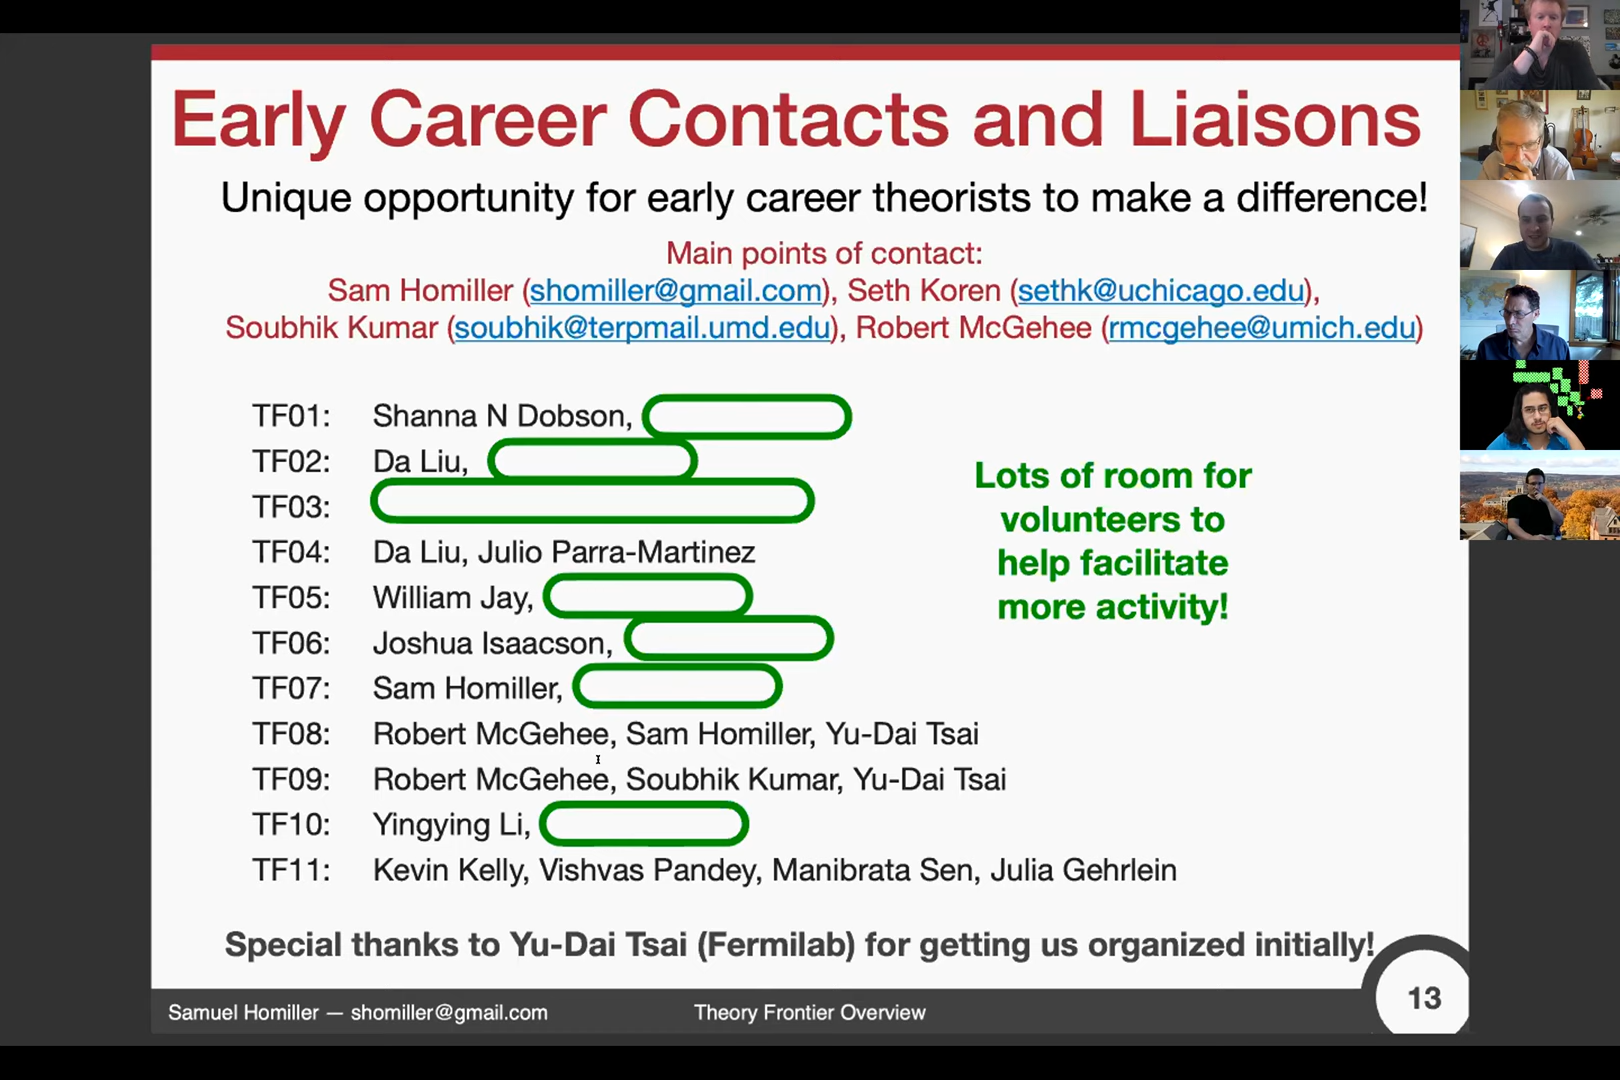 Early Career Contacts and Liaisons
Unique opportunity for early career theorists to make a difference!
Main points of contact:
Sam Homiller (shomiller@gmail.com), Seth Koren (sethk@uchicago.edu),
Soubhik Kumar (soubhik@terpmail.umd.edu), Robert McGehee (rmcgehee@umich.edu)
TF01: Shanna N Dobson,
TF02: Da Liu,
TF03:
TF04: Da Liu, Julio Parra-Martinez
TF05: William Jay,
TF06: Joshua Isaacson,
TF07: Sam Homiller,
TF08: Robert McGehee, Sam Homiller, Yu-Dai Tsai
TF09: Robert McGehee, Soubhik Kumar, Yu-Dai Tsai
TF10: Yingying Li,
TF11: Kevin Kelly, Vishvas Pandey, Manibrata Sen, Julia Gehrlein
Lots of room for
volunteers to
help facilitate
more activity!
Special thanks to Yu-Dai Tsai (Fermilab) for getting us organized initially!
Samuel Homiller — shomiller@gmail.com
Theory Frontier Overview
13